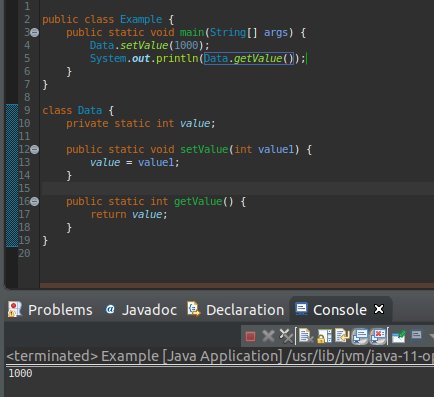 1
2 public class Example {
3 public static void main(String[] args) {
4 Data.setValue(1000);
5 System.out.println(Data.getValue());
6 }
7 }
8
9 class Data {
10 private static int value;
11
12 public static void setValue(int value1) {
13 value = value1;
14 }
15
16 public static int getValue() {
17 return value;
18 }
19 }
20
Problems @ Javadoc Declaration Console
<terminated> Example [Java Application] /usr/lib/jvm/java-11-op
1000